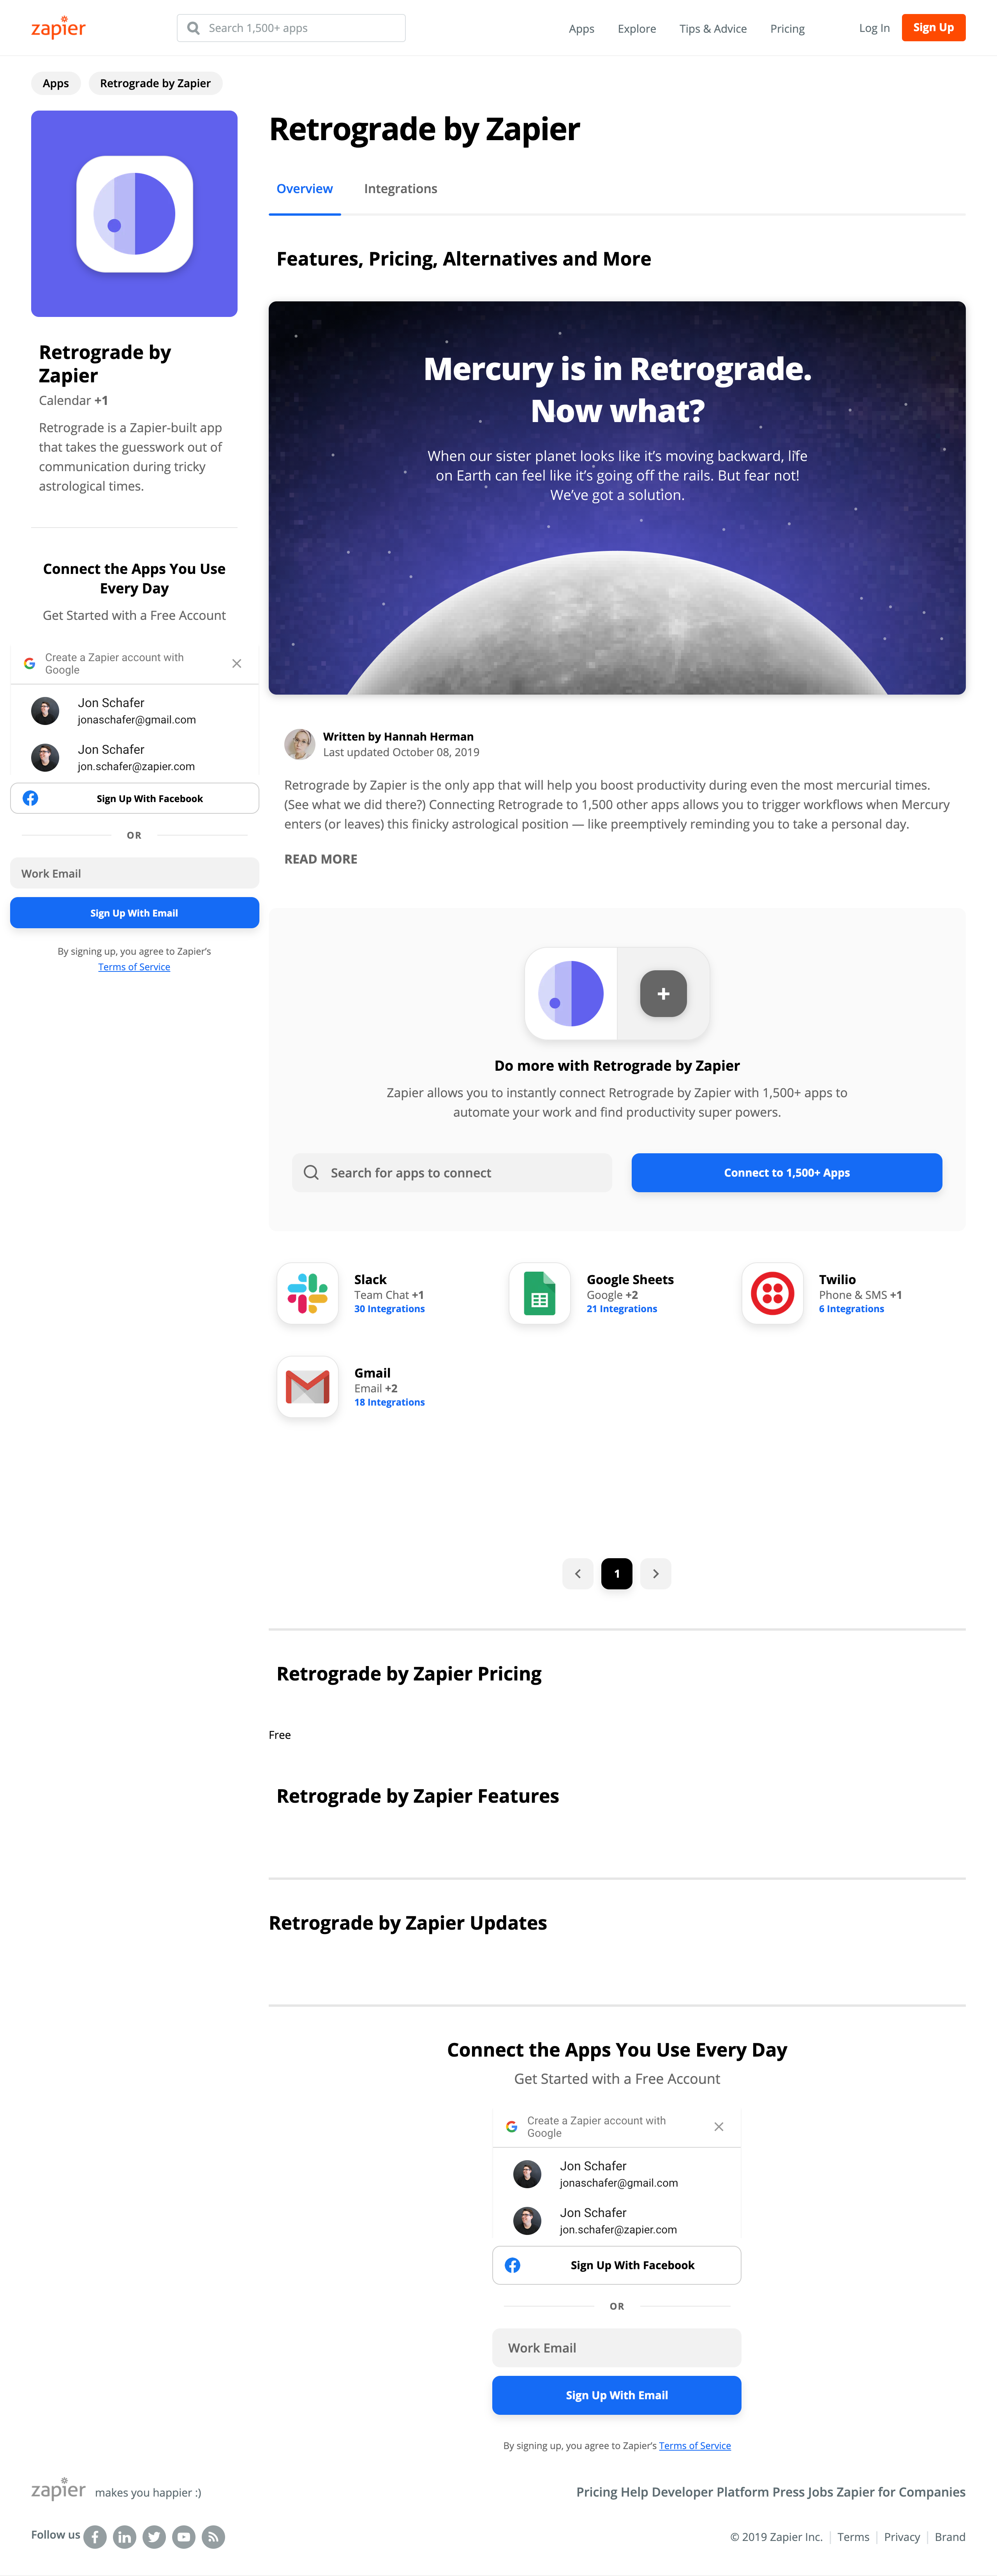 zapier
Search 1,500+ apps
Apps
Explore
Tips & Advice
Pricing
Log In
Sign Up
Apps
Retrograde by Zapier
Retrograde by
Zapier
Calendar +1
Retrograde is a Zapier-built app
that takes the guesswork out of
communication during tricky
astrological times.
Connect the Apps You Use
Every Day
Get Started with a Free Account
Create a Zapier account with
Google
Jon Schafer
jonaschafer@gmail.com
Jon Schafer
jon.schafer@zapier.com
Sign Up With Facebook
OR
Work Email
Sign Up With Email
By signing up, you agree to Zapier's
Terms of Service
Retrograde by Zapier
Overview
Integrations
Features, Pricing, Alternatives and More
Mercury is in Retrograde.
Now what?
When our sister planet looks like it's moving backward, life
on Earth can feel like it's going off the rails. But fear not!
We've got a solution.
Written by Hannah Herman
Last updated October 08, 2019
Retrograde by Zapier is the only app that will help you boost productivity during even the most mercurial times.
(See what we did there?) Connecting Retrograde to 1,500 other apps allows you to trigger workflows when Mercury
enters (or leaves) this finicky astrological position — like preemptively reminding you to take a personal day.
READ MORE
Do more with Retrograde by Zapier
Zapier allows you to instantly connect Retrograde by Zapier with 1,500+ apps to
automate your work and find productivity super powers.
Search for apps to connect
Connect to 1,500+ Apps
Slack
Team Chat +1
30 Integrations
Google Sheets
Google +2
21 Integrations
Twilio
Phone & SMS +1
6 Integrations
Gmail
Email +2
18 Integrations
1
Retrograde by Zapier Pricing
Free
Retrograde by Zapier Features
Retrograde by Zapier Updates
Connect the Apps You Use Every Day
Get Started with a Free Account
Create a Zapier account with
Google
Jon Schafer
jonaschafer@gmail.com
Jon Schafer
jon.schafer@zapier.com
Sign Up With Facebook
OR
Work Email
Sign Up With Email
By signing up, you agree to Zapier's Terms of Service
zapier makes you happier :)
Pricing Help Developer Platform Press Jobs Zapier for Companies
Follow us
© 2019 Zapier Inc. | Terms | Privacy | Brand